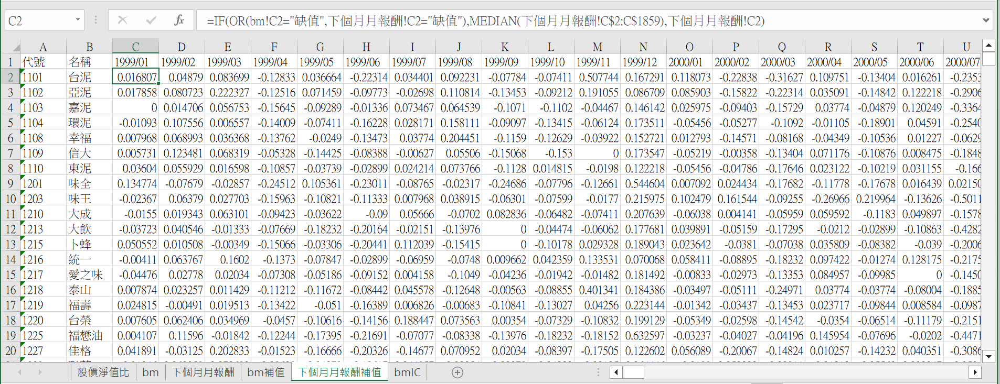 C2 fx =IF(OR(bm!C2="缺值",下個月月報酬!C2="缺值"),MEDIAN(下個月月報酬!C$2:C$1859),下個月月報酬!C2)
A B C D E F G H I J K L M N O P Q R S T U
1 代號 名稱 1999/01 1999/02 1999/03 1999/04 1999/05 1999/06 1999/07 1999/08 1999/09 1999/10 1999/11 1999/12 2000/01 2000/02 2000/03 2000/04 2000/05 2000/06 2000/07
2 1101 台泥 0.016807 0.04879 0.083699 -0.12833 0.036664 -0.22314 0.034401 0.092231 -0.07784 -0.07411 0.507744 0.167291 0.118073 -0.22838 -0.31627 0.109751 -0.13404 0.016261 -0.2353
3 1102 亞泥 0.017858 0.080723 0.222327 -0.12516 0.071459 -0.09773 -0.02698 0.110814 -0.13453 -0.09212 0.191055 0.086709 0.085903 -0.15822 -0.22314 0.035091 -0.14842 0.122218 -0.2906
4 1103 嘉泥 0 0.014706 0.056753 -0.15645 -0.09289 -0.01336 0.073467 0.064539 -0.1071 -0.1102 -0.04467 0.146142 0.025975 -0.09403 -0.15729 0.03774 -0.04879 0.120249 -0.3364
5 1104 環泥 -0.01093 0.107556 0.006557 -0.14009 -0.07411 -0.16228 0.028171 0.158111 -0.09097 -0.13415 -0.06124 0.173511 -0.05456 -0.05277 -0.1092 -0.01105 -0.18901 0.04591 -0.2540
6 1108 幸福 0.007968 0.068993 0.036368 -0.13762 -0.0249 -0.13473 0.03774 0.204451 -0.1159 -0.12629 -0.03922 0.152721 0.012793 -0.14571 -0.08168 -0.04349 -0.10536 0.01227 -0.0629
7 1109 信大 0.005731 0.123481 0.068319 -0.05328 -0.14425 -0.08388 -0.00627 0.05506 -0.15068 -0.153 0 0.173547 -0.05219 -0.00358 -0.13404 0.071176 -0.10876 0.008475 -0.1848
8 1110 東泥 0.03604 0.055929 0.016598 -0.10857 -0.03739 -0.02899 0.024214 0.073766 -0.1128 0.014815 -0.0198 0.122218 -0.05456 -0.04786 -0.17646 0.023122 -0.10219 0.031155 -0.166
9 1201 味全 0.134774 -0.07679 -0.02857 -0.24512 0.105361 -0.23011 -0.08765 -0.02317 -0.24686 -0.07796 -0.12661 0.544604 0.007092 0.024434 -0.17682 -0.11778 -0.17678 0.016439 0.02150
10 1203 味王 -0.02367 0.06379 0.027703 -0.15963 -0.10821 -0.11333 0.007968 0.038915 -0.06301 -0.07599 -0.0177 0.215975 0.102479 0.161544 -0.09255 -0.26966 0.219964 -0.13626 -0.5011
11 1210 大成 -0.0155 0.019343 0.063101 -0.09423 -0.03622 -0.09 0.05666 -0.0702 0.082836 -0.06482 -0.07411 0.207639 -0.06038 0.004141 -0.05959 0.059592 -0.1183 0.049897 -0.1578
12 1213 大飲 -0.03723 0.040546 -0.01333 -0.07669 -0.18232 -0.20164 -0.02151 -0.13976 0 -0.04474 -0.06062 0.177681 0.039891 -0.05159 -0.17295 -0.0212 -0.02899 -0.10863 -0.4282
13 1215 卜蜂 0.050552 0.010508 -0.00349 -0.15066 -0.03306 -0.20441 0.112039 -0.15415 0 -0.10178 0.029328 0.189043 0.023642 -0.0381 -0.07038 0.035809 -0.08382 -0.039 -0.2006
14 1216 統一 -0.00411 0.063767 0.1602 -0.1373 -0.07847 -0.02899 -0.06959 -0.0748 0.009662 0.042359 0.133531 0.070068 0.058411 -0.08895 -0.18232 0.097422 -0.01274 0.128175 -0.2175
15 1217 愛之味 -0.04476 0.02778 0.02034 -0.07308 -0.05186 -0.09152 0.004158 -0.1049 -0.04236 -0.01942 -0.01482 0.181492 -0.00833 -0.02973 -0.13353 0.084957 -0.09985 0 -0.1450
16 1218 泰山 0.007874 0.023257 0.011429 -0.11212 -0.11672 -0.08442 0.045578 -0.12648 -0.00563 -0.08855 0.401341 0.184386 -0.03497 -0.05111 -0.24971 0.03774 -0.03774 -0.08004 -0.1885
17 1219 福壽 0.024815 -0.00491 0.019513 -0.13422 -0.051 -0.16389 0.006826 -0.00683 -0.10841 -0.13027 0.04256 0.223144 -0.01342 -0.03437 -0.13453 0.023717 -0.09844 0.008584 -0.0987
18 1220 台榮 0.007605 0.062406 0.034969 -0.0457 -0.10616 -0.14156 0.188447 0.073563 0.00354 -0.07329 -0.10832 0.199129 -0.05349 -0.02598 -0.14542 -0.0354 -0.06514 -0.11179 -0.2151
19 1225 福懋油 0.004107 0.11596 -0.01842 -0.12244 -0.17395 -0.21691 -0.07077 -0.08338 -0.13976 -0.18232 -0.18152 0.632597 -0.03237 -0.04027 -0.04196 0.145954 -0.07696 -0.0202 -0.4471
20 1227 佳格 0.041891 -0.03125 0.202833 -0.01523 -0.16666 -0.20326 -0.14677 0.070952 0.02034 -0.08397 -0.17505 0.122602 0.056089 -0.20067 -0.14824 0.010257 -0.14232 0.040351 -0.3086
股價淨值比 bm 下個月月報酬 bm補值 下個月月報酬補值 bmIC